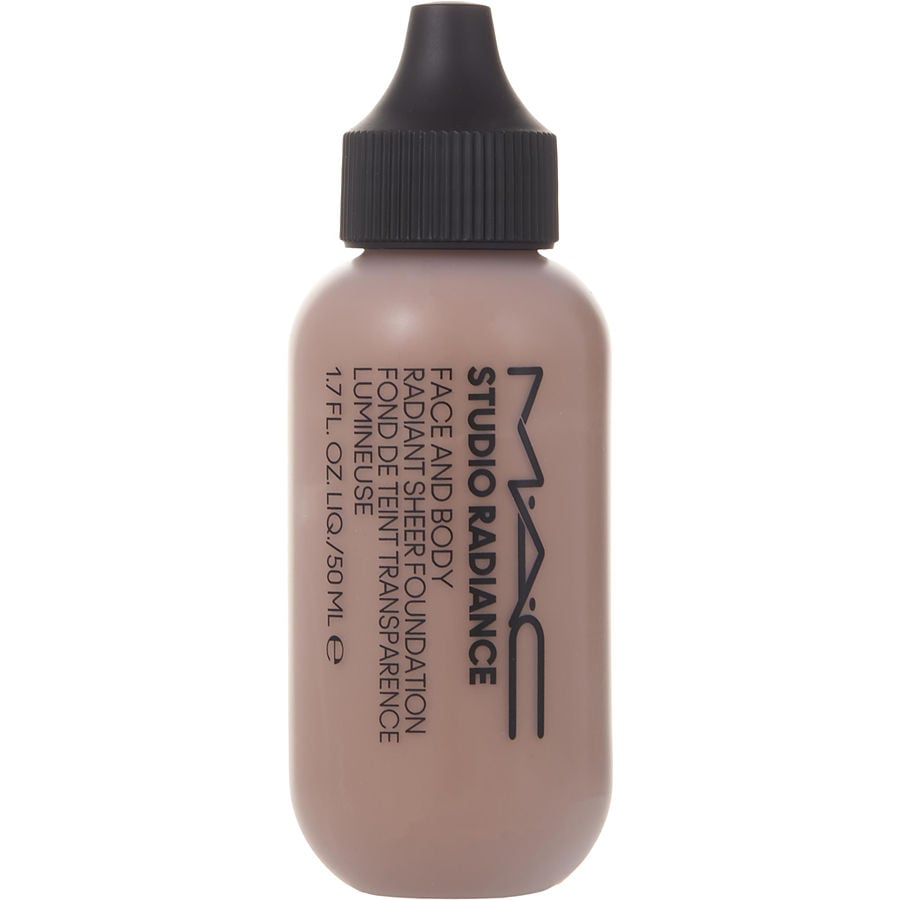 M·A·C
STUDIO RADIANCE
FACE AND BODY
RADIANT SHEER FOUNDATION
FOND DE TEINT TRANSPARENCE
LUMINEUSE
1.7 FL. OZ. LIQ./50 ML ℮